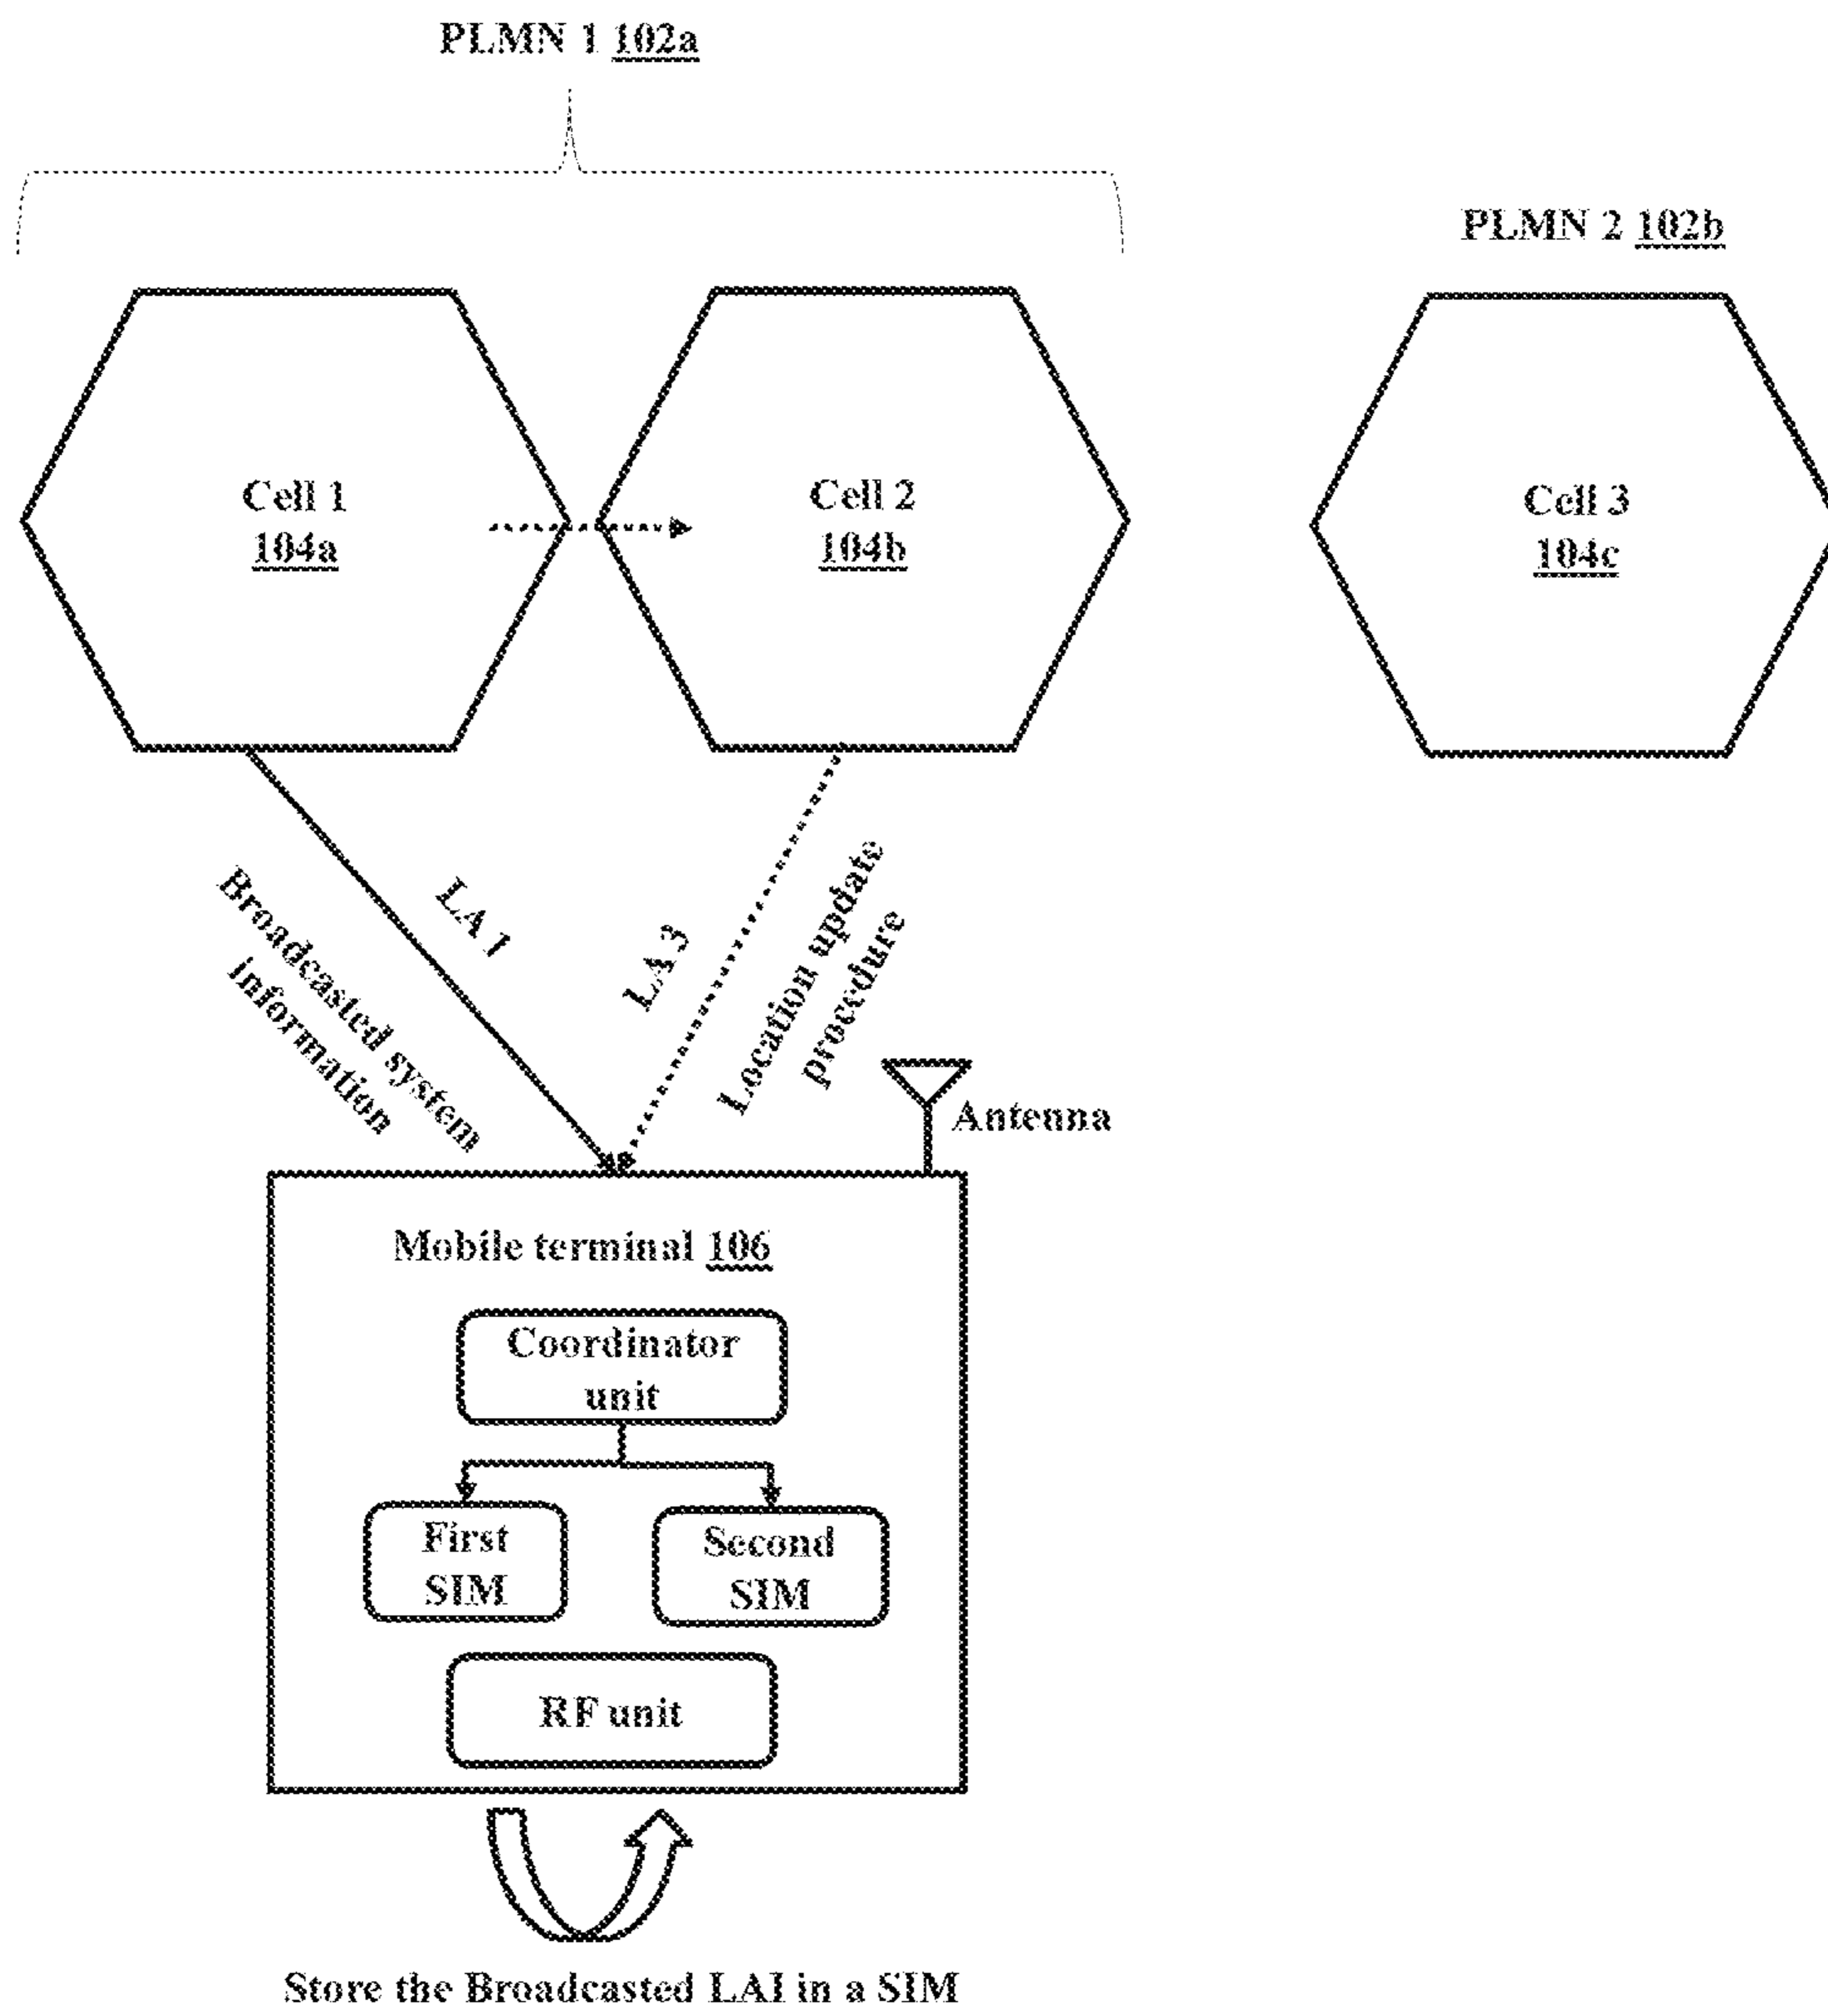 PLMN 1 102a
PLMN 2 102b
Cell 1
104a
Cell 2
104b
Cell 3
104c
Broadcasted system
information
LA 1
LA 3
Location update
procedure
Antenna
Mobile terminal 106
Coordinator
unit
First
SIM
Second
SIM
RF unit
Store the Broadcasted LAI in a SIM